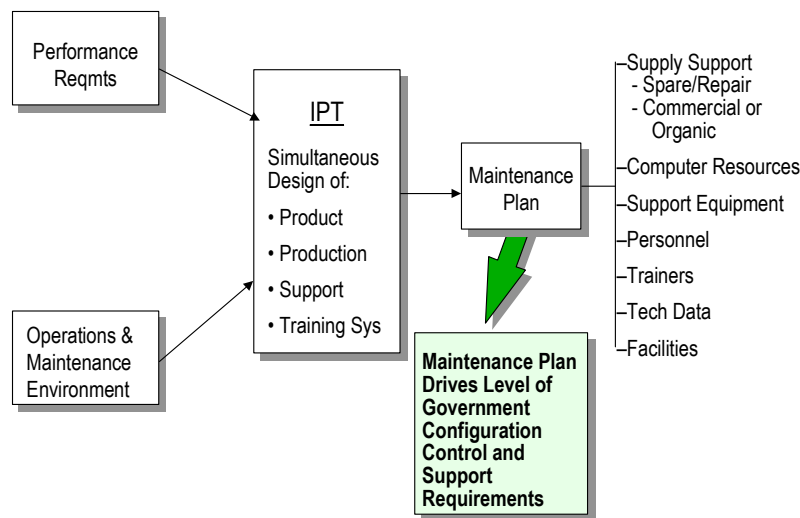 Performance
Reqmts
Operations &
Maintenance
Environment
IPT
Simultaneous
Design of:
• Product
• Production
• Support
• Training Sys
Maintenance
Plan
Maintenance Plan
Drives Level of
Government
Configuration
Control and
Support
Requirements
–Supply Support
- Spare/Repair
- Commercial or
Organic
–Computer Resources
–Support Equipment
–Personnel
–Trainers
–Tech Data
–Facilities